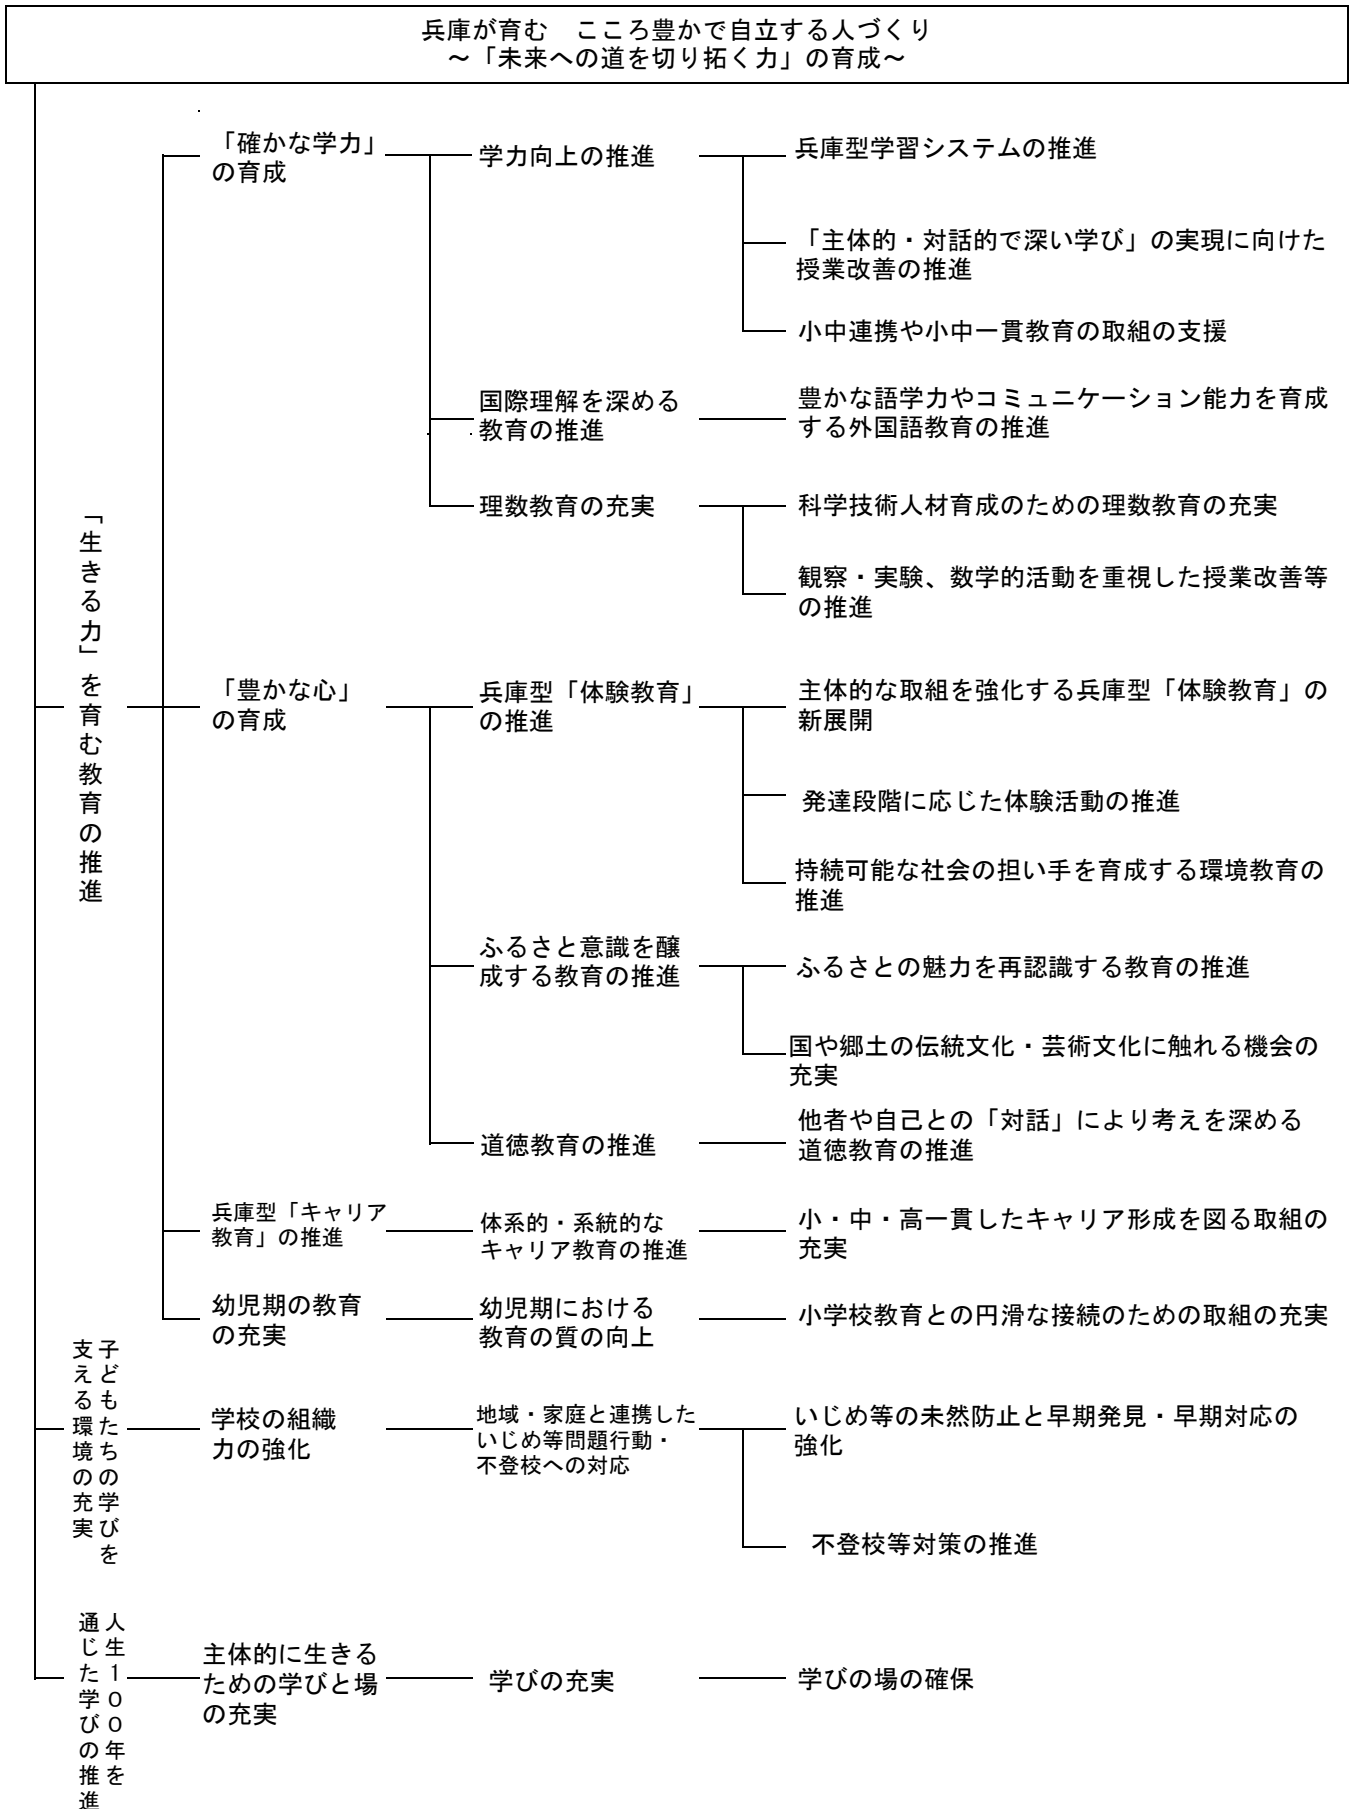 兵庫が育む　こころ豊かで自立する人づくり
～「未来への道を切り拓く力」の育成～
「生きる力」を育む教育の推進
「確かな学力」
の育成
学力向上の推進
兵庫型学習システムの推進
「主体的・対話的で深い学び」の実現に向けた
授業改善の推進
小中連携や小中一貫教育の取組の支援
国際理解を深める
教育の推進
豊かな語学力やコミュニケーション能力を育成
する外国語教育の推進
理数教育の充実
科学技術人材育成のための理数教育の充実
観察・実験、数学的活動を重視した授業改善等
の推進
「豊かな心」
の育成
兵庫型「体験教育」
の推進
主体的な取組を強化する兵庫型「体験教育」の
新展開
発達段階に応じた体験活動の推進
持続可能な社会の担い手を育成する環境教育の
推進
ふるさと意識を醸
成する教育の推進
ふるさとの魅力を再認識する教育の推進
国や郷土の伝統文化・芸術文化に触れる機会の
充実
道徳教育の推進
他者や自己との「対話」により考えを深める
道徳教育の推進
兵庫型「キャリア
教育」の推進
体系的・系統的な
キャリア教育の推進
小・中・高一貫したキャリア形成を図る取組の
充実
幼児期の教育
の充実
幼児期における
教育の質の向上
小学校教育との円滑な接続のための取組の充実
子どもたちの学びを
支える環境の充実
学校の組織
力の強化
地域・家庭と連携した
いじめ等問題行動・
不登校への対応
いじめ等の未然防止と早期発見・早期対応の
強化
不登校等対策の推進
人生１００年を
通じた学びの推進
主体的に生きる
ための学びと場
の充実
学びの充実
学びの場の確保